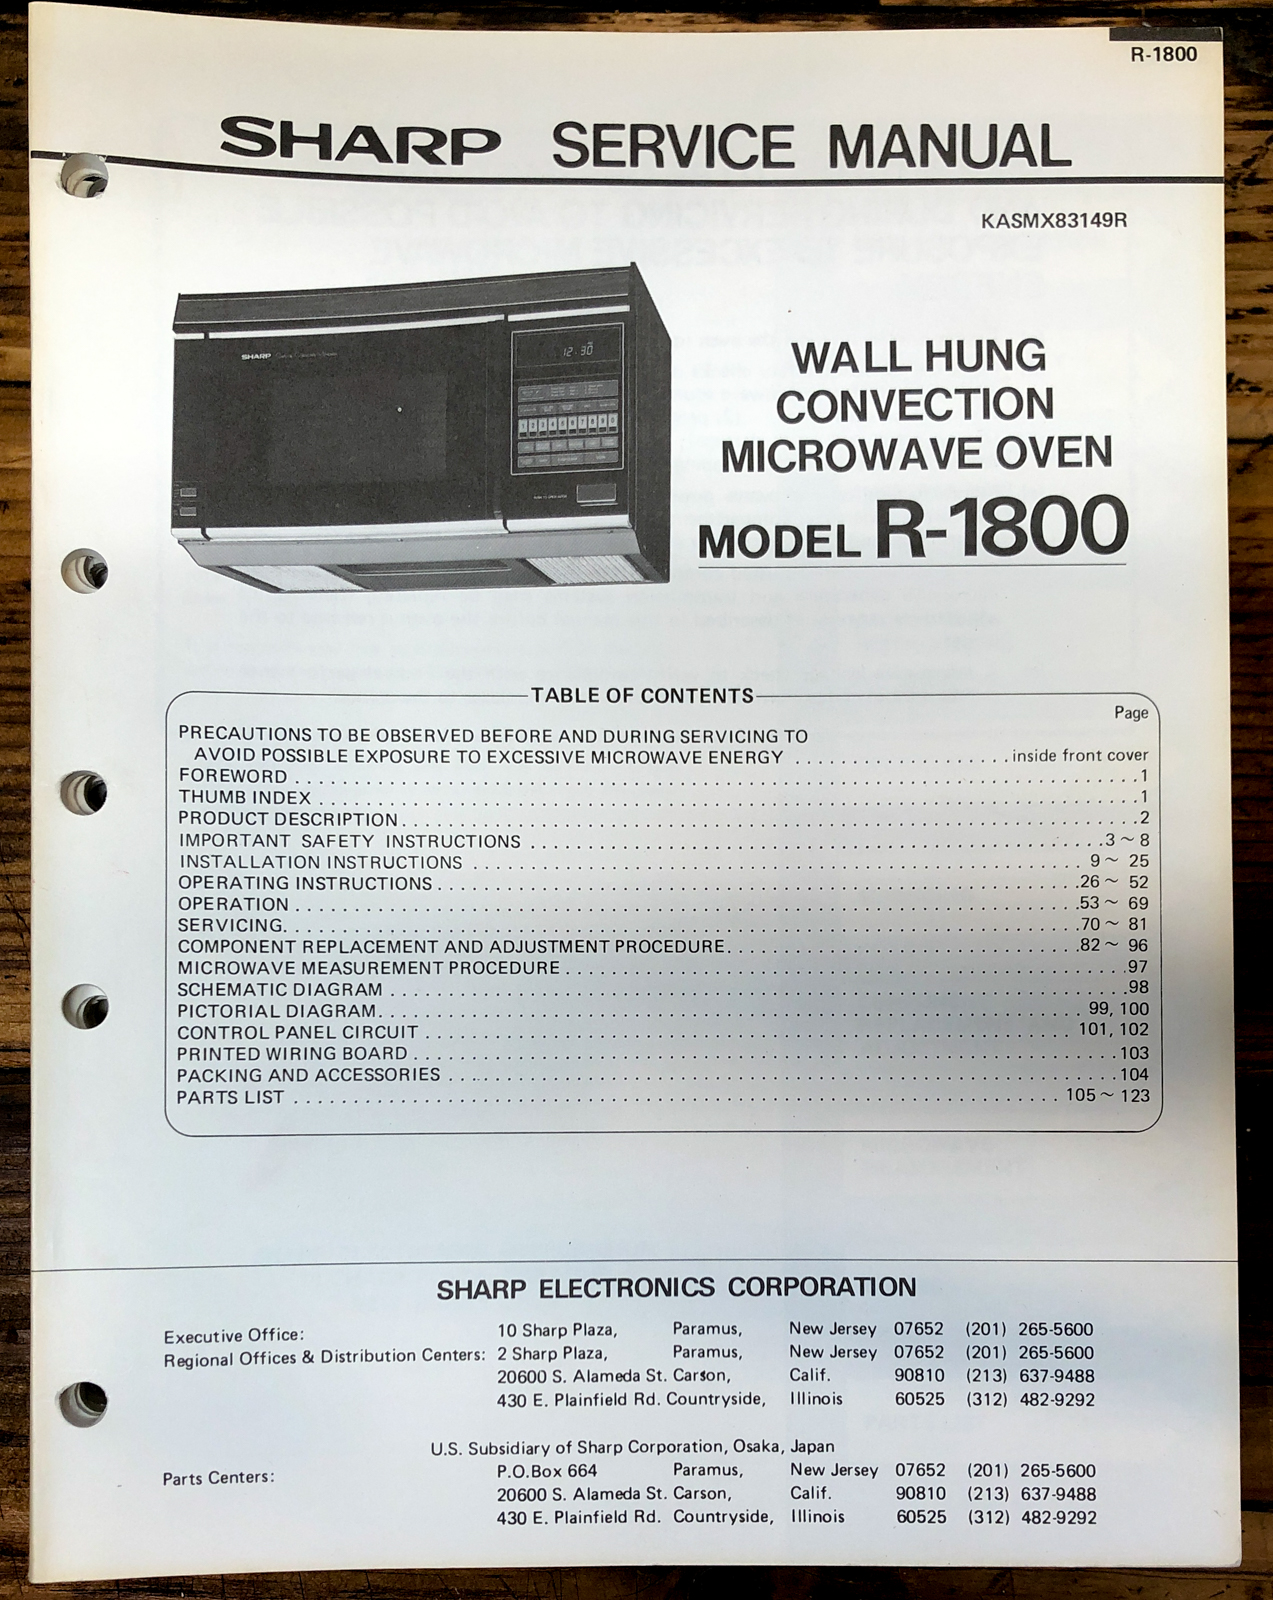 R-1800
SHARP SERVICE MANUAL
KASMX83149R
SHARP
12:30
WALL HUNG
CONVECTION
MICROWAVE OVEN
MODEL R-1800
TABLE OF CONTENTS
Page
PRECAUTIONS TO BE OBSERVED BEFORE AND DURING SERVICING TO
AVOID POSSIBLE EXPOSURE TO EXCESSIVE MICROWAVE ENERGY . . . . . . . . . . . . . . . . . . . inside front cover
FOREWORD . . . . . . . . . . . . . . . . . . . . 1
THUMB INDEX . . . . . . . . . . . . . . . . . . . . 1
PRODUCT DESCRIPTION . . . . . . . . . . . . . . . . . . . . 2
IMPORTANT SAFETY INSTRUCTIONS . . . . . . . . . . . . . . . . . . . . 3 ~ 8
INSTALLATION INSTRUCTIONS . . . . . . . . . . . . . . . . . . . . 9 ~ 25
OPERATING INSTRUCTIONS . . . . . . . . . . . . . . . . . . . . 26 ~ 52
OPERATION . . . . . . . . . . . . . . . . . . . . 53 ~ 69
SERVICING . . . . . . . . . . . . . . . . . . . . 70 ~ 81
COMPONENT REPLACEMENT AND ADJUSTMENT PROCEDURE . . . . . . . . . . . . . . . . . . . . 82 ~ 96
MICROWAVE MEASUREMENT PROCEDURE . . . . . . . . . . . . . . . . . . . . 97
SCHEMATIC DIAGRAM . . . . . . . . . . . . . . . . . . . . 98
PICTORIAL DIAGRAM . . . . . . . . . . . . . . . . . . . . 99, 100
CONTROL PANEL CIRCUIT . . . . . . . . . . . . . . . . . . . . 101, 102
PRINTED WIRING BOARD . . . . . . . . . . . . . . . . . . . . 103
PACKING AND ACCESSORIES . . . . . . . . . . . . . . . . . . . . 104
PARTS LIST . . . . . . . . . . . . . . . . . . . . 105 ~ 123
SHARP ELECTRONICS CORPORATION
Executive Office: 10 Sharp Plaza, Paramus, New Jersey 07652 (201) 265-5600
Regional Offices & Distribution Centers: 2 Sharp Plaza, Paramus, New Jersey 07652 (201) 265-5600
20600 S. Alameda St. Carson, Calif. 90810 (213) 637-9488
430 E. Plainfield Rd. Countryside, Illinois 60525 (312) 482-9292
U.S. Subsidiary of Sharp Corporation, Osaka, Japan
Parts Centers: P.O.Box 664 Paramus, New Jersey 07652 (201) 265-5600
20600 S. Alameda St. Carson, Calif. 90810 (213) 637-9488
430 E. Plainfield Rd. Countryside, Illinois 60525 (312) 482-9292